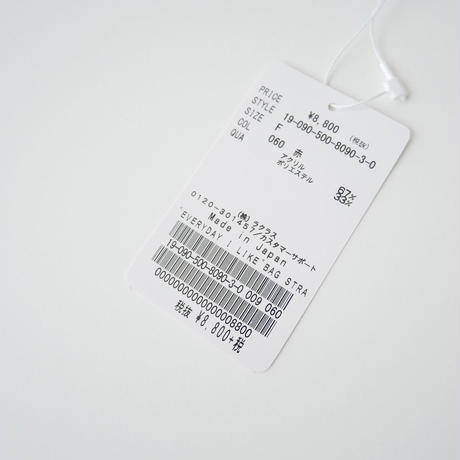 PRICE ¥8,800 (税抜)
STYLE 19-090-500-8090-3-0
SIZE F
COL 060 赤
QUA アクリル 67%
ポリエステル 33%
(株) ラクラス
0120-301457/カスタマーサポート
Made in Japan
"EVERYDAY I LIKE"BAG STRA
19-090-500-8090-3-0 009 060
0000000000000000008800
税抜 ¥8,800+税